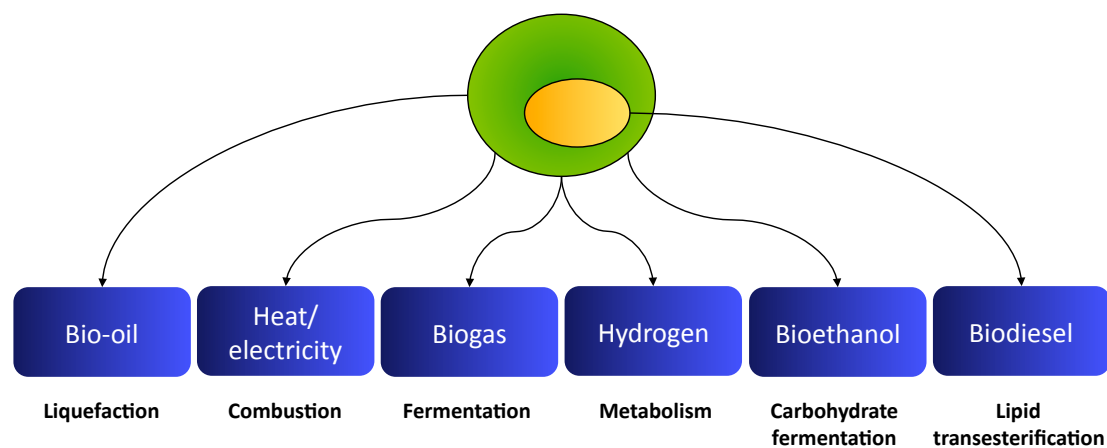 Bio-oil
Heat/
electricity
Biogas
Hydrogen
Bioethanol
Biodiesel
Liquefaction
Combustion
Fermentation
Metabolism
Carbohydrate
fermentation
Lipid
transesterification